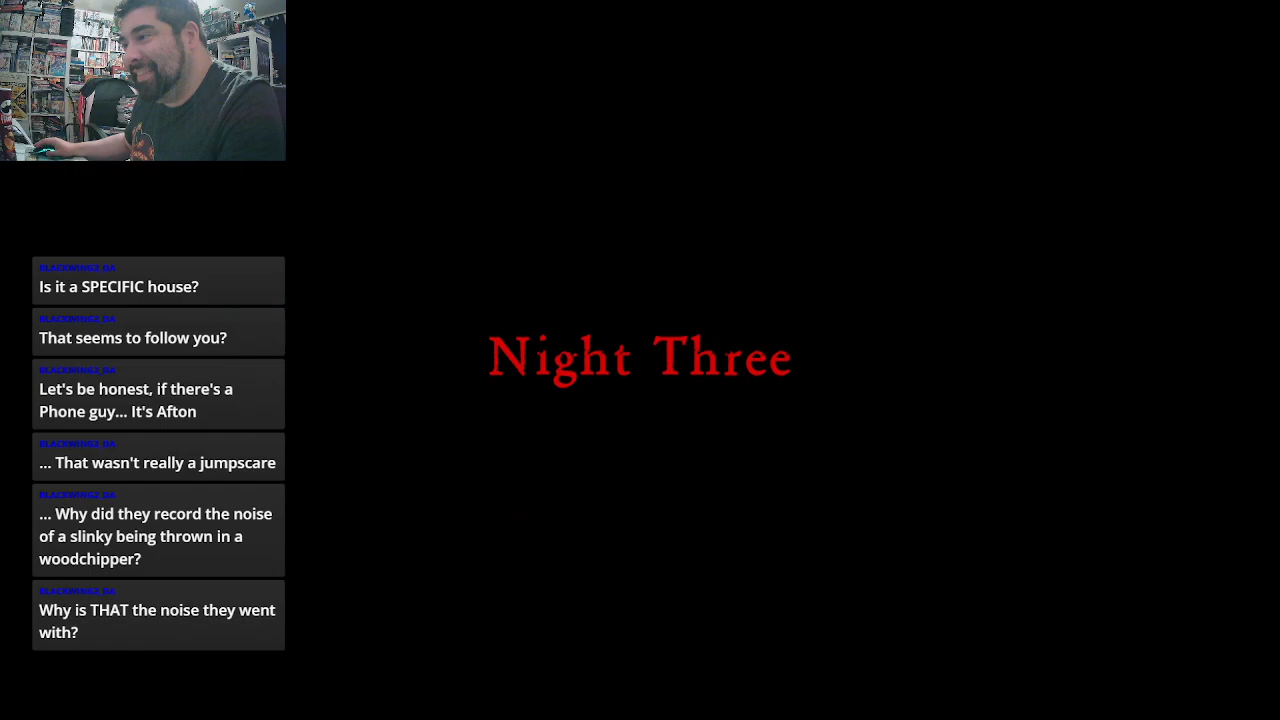 BLACKWING2_0A
Is it a SPECIFIC house?
That seems to follow you?
Let's be honest, if there's a
Phone guy... It's Afton
... That wasn't really a jumpscare
... Why did they record the noise
of a slinky being thrown in a
woodchipper?
Why is THAT the noise they went
with?
Night Three